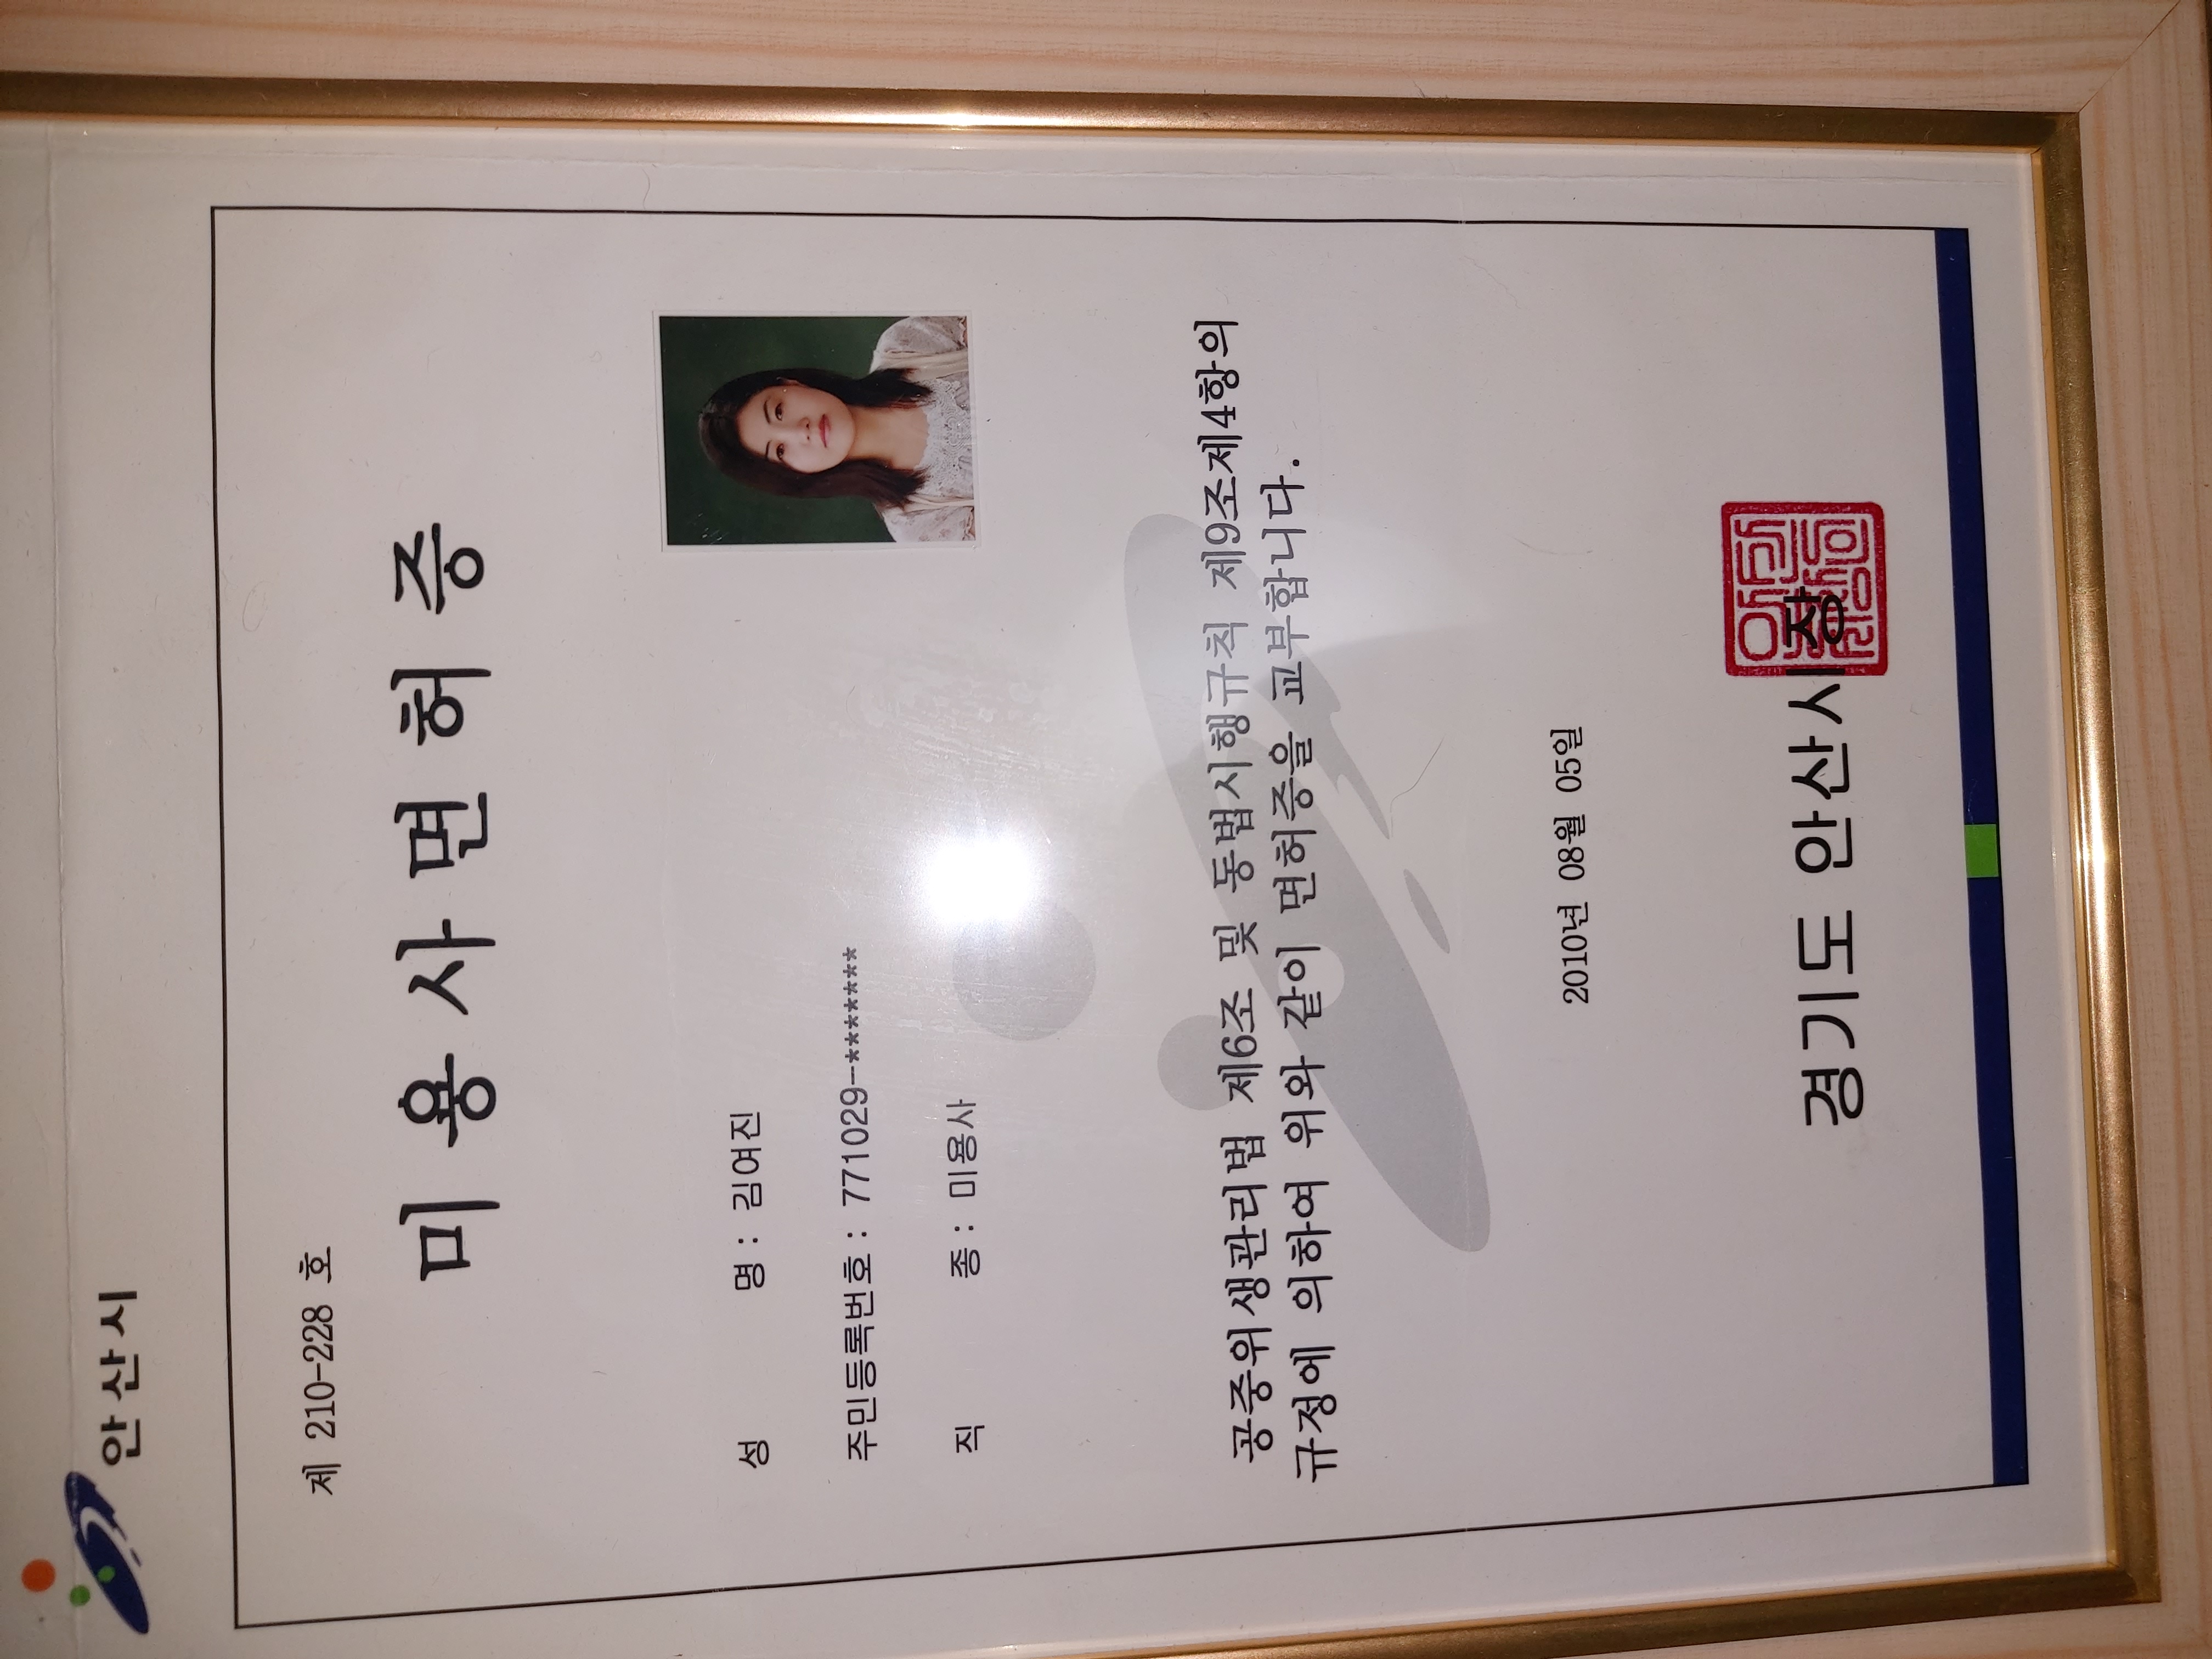 안산시
제 210-228 호
미용사면허증
성 명 : 김여진
주민등록번호 : 771029-*******
직 종 : 미용사
공중위생관리법 제6조 및 동법시행규칙 제9조제4항의
규정에 의하여 위와 같이 면허증을 교부합니다.
2010년 08월 05일
경기도 안산시장